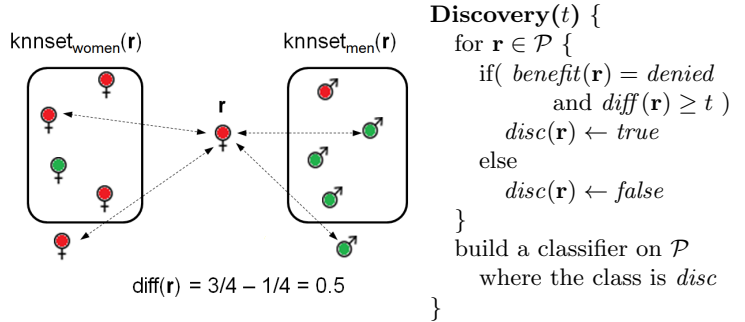 knnset_women(r)
knnset_men(r)
r
diff(r) = 3/4 – 1/4 = 0.5
Discovery(t) {
for r ∈ P {
if( benefit(r) = denied
and diff(r) ≥ t )
disc(r) ← true
else
disc(r) ← false
}
build a classifier on P
where the class is disc
}